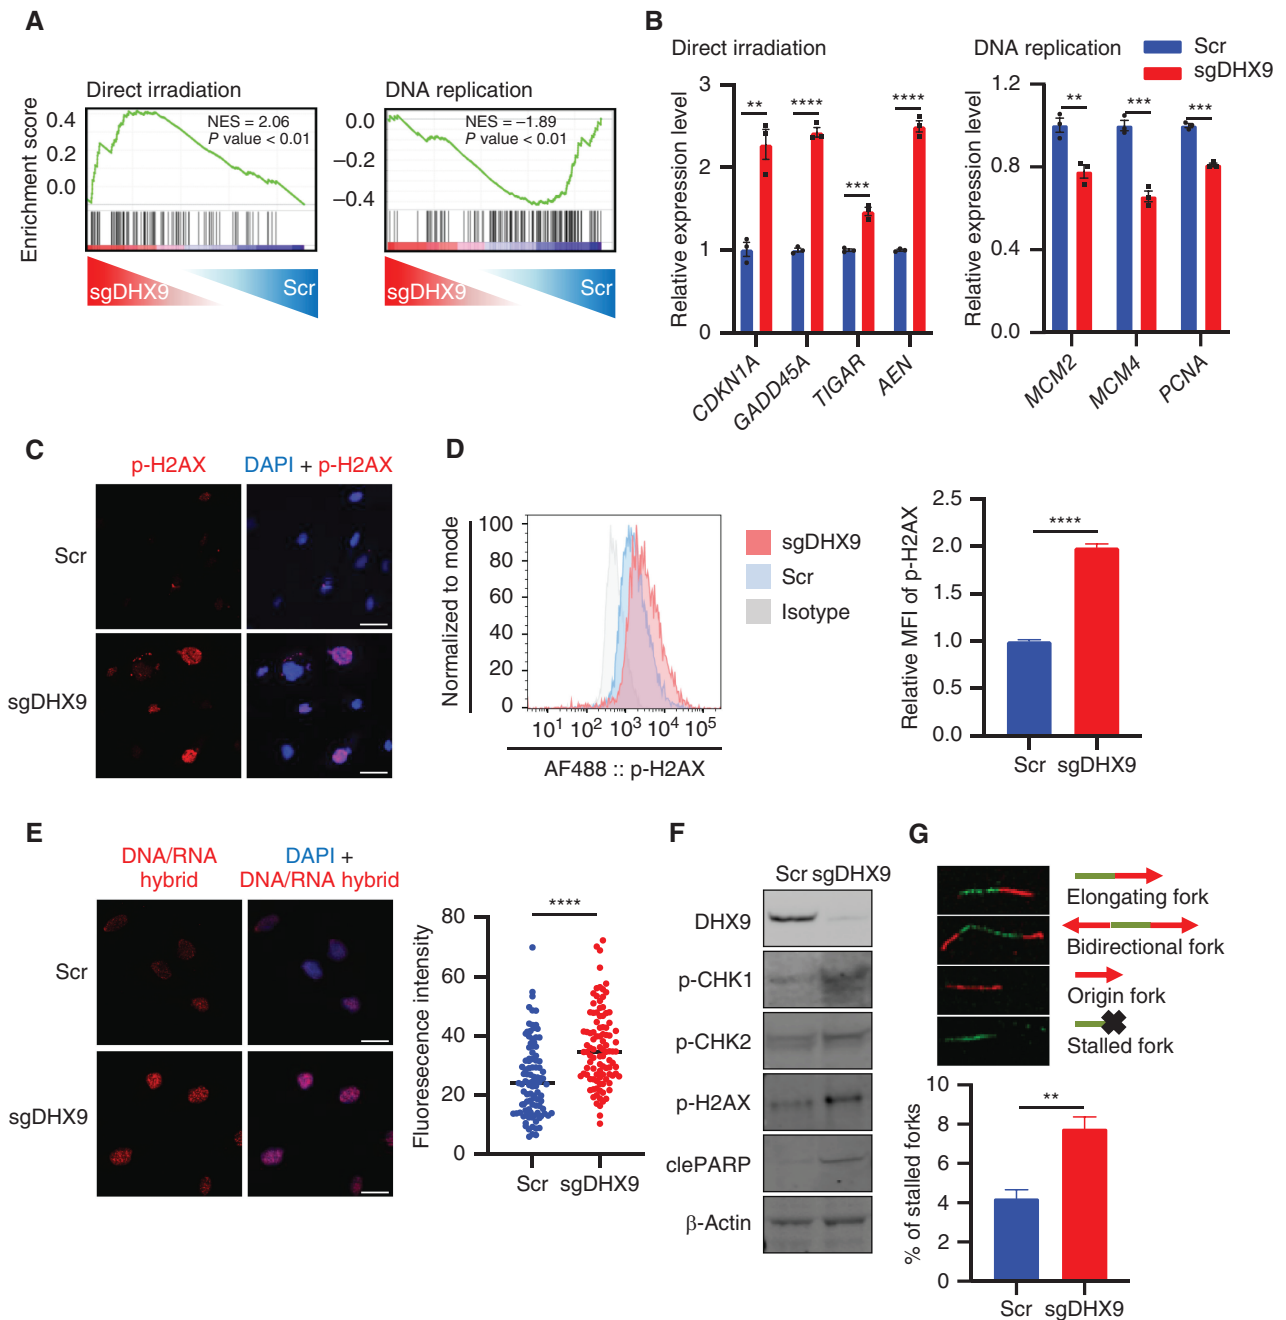 A
Direct irradiation
DNA replication
Enrichment score
0.4
0.2
0.0
NES = 2.06
P value < 0.01
0.0
−0.2
−0.4
NES = −1.89
P value < 0.01
sgDHX9
Scr
sgDHX9
Scr
B
Direct irradiation
DNA replication
Scr
sgDHX9
Relative expression level
3
2
1
0
**
****
***
****
CDKN1A
GADD45A
TIGAR
AEN
Relative expression level
1.2
0.8
0.4
0.0
**
***
***
MCM2
MCM4
PCNA
C
p-H2AX
DAPI + p-H2AX
Scr
sgDHX9
D
Normalized to mode
100
80
60
40
20
0
10¹ 10² 10³ 10⁴ 10⁵
AF488 :: p-H2AX
sgDHX9
Scr
Isotype
Relative MFI of p-H2AX
2.5
2.0
1.5
1.0
0.5
0.0
****
Scr sgDHX9
E
DNA/RNA
hybrid
DAPI +
DNA/RNA hybrid
Scr
sgDHX9
Fluoresecence intensity
80
60
40
20
0
****
Scr sgDHX9
F
Scr sgDHX9
DHX9
p-CHK1
p-CHK2
p-H2AX
clePARP
β-Actin
G
Elongating fork
Bidirectional fork
Origin fork
Stalled fork
% of stalled forks
10
8
6
4
2
0
**
Scr sgDHX9